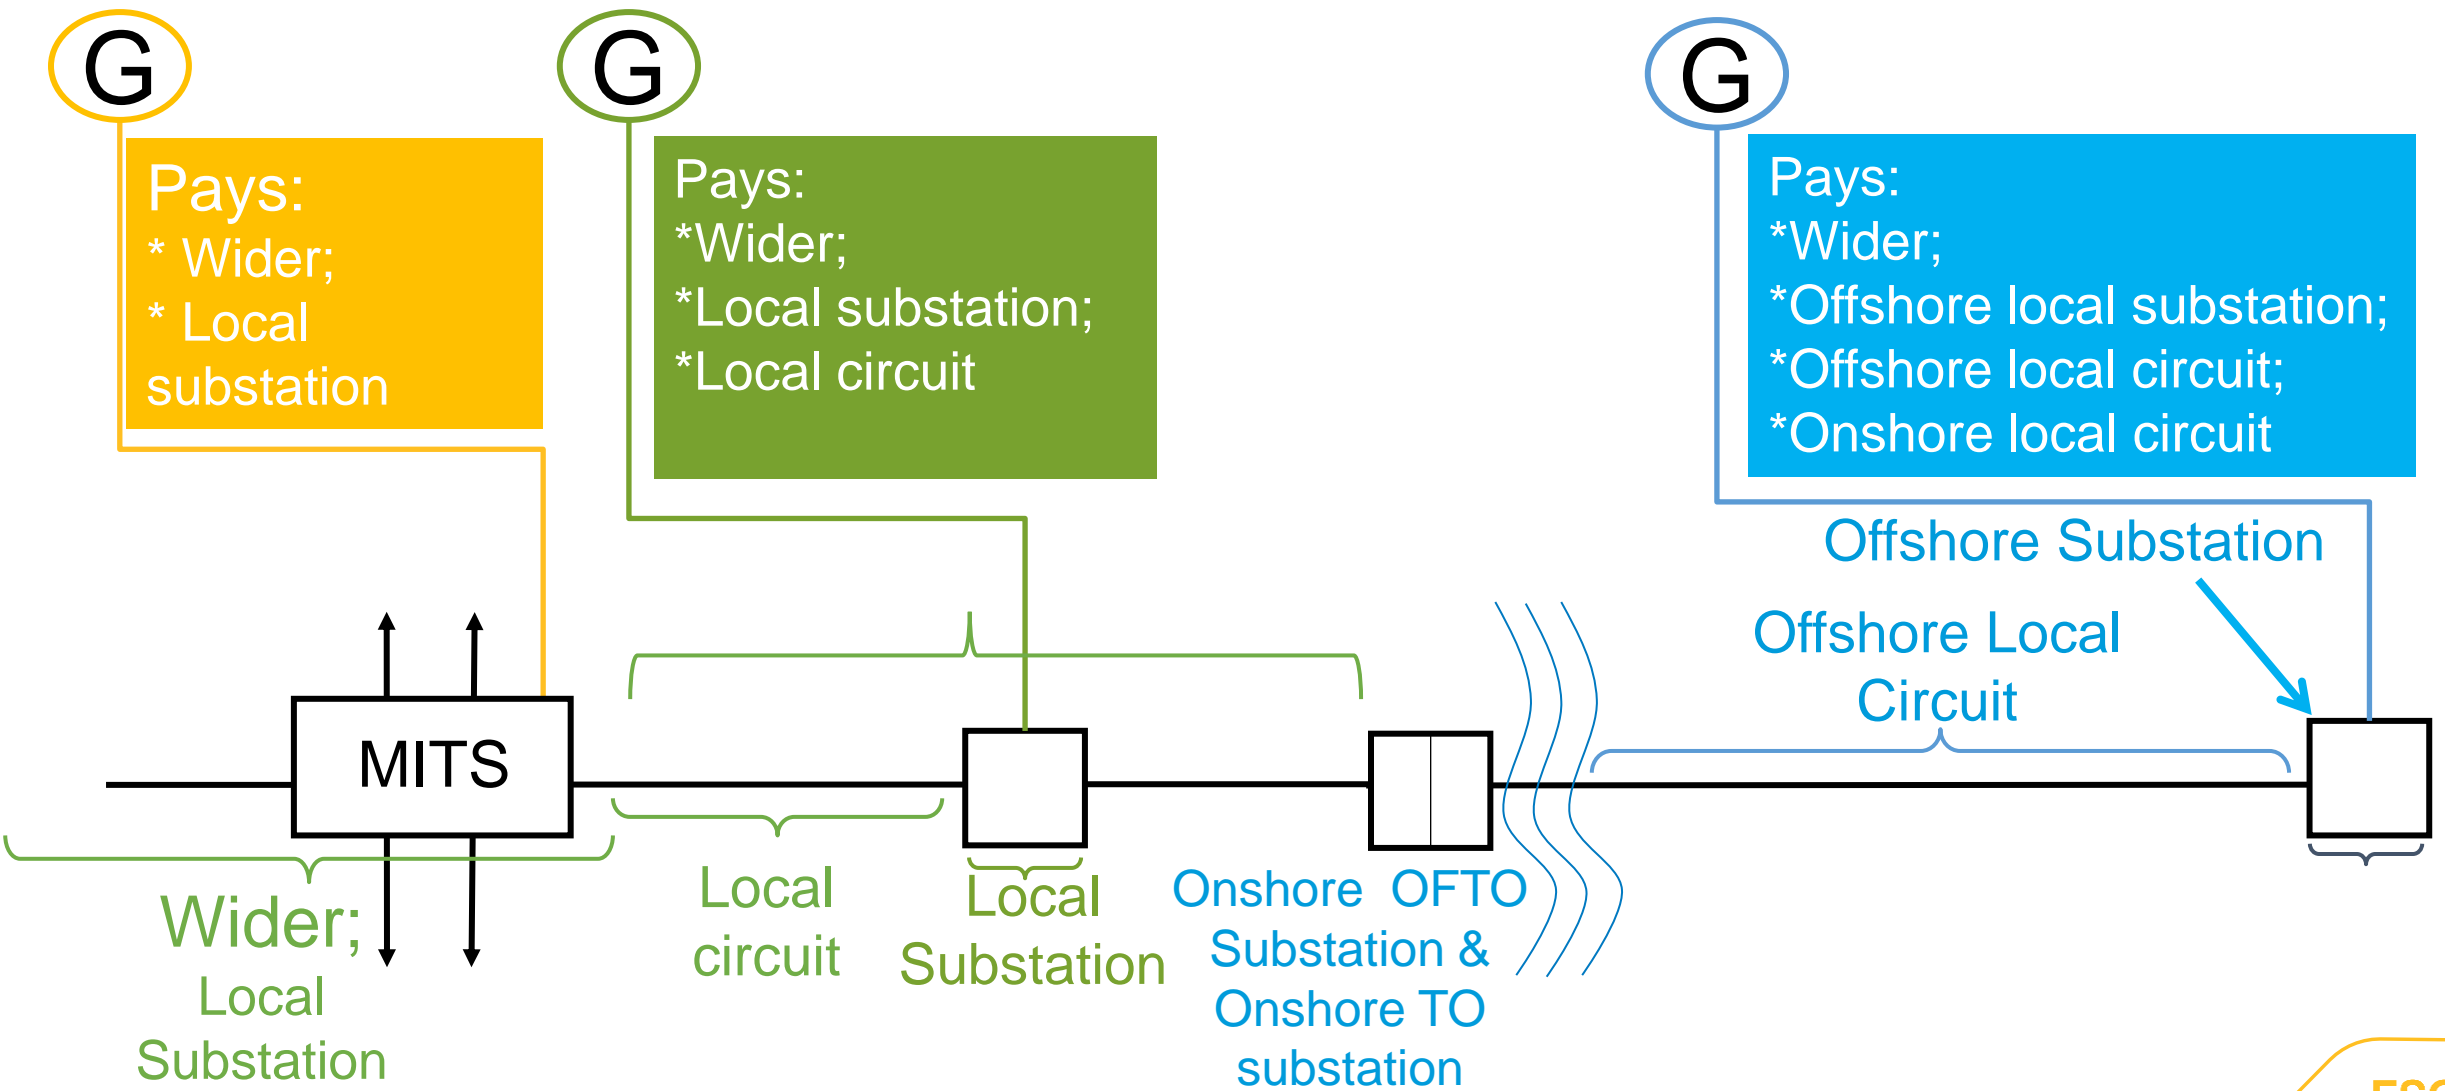 G
G
G
Pays:
* Wider;
* Local
substation
Pays:
*Wider;
*Local substation;
*Local circuit
Pays:
*Wider;
*Offshore local substation;
*Offshore local circuit;
*Onshore local circuit
Offshore Substation
Offshore Local
Circuit
MITS
Wider;
Local
Substation
Local
circuit
Local
Substation
Onshore OFTO
Substation &
Onshore TO
substation